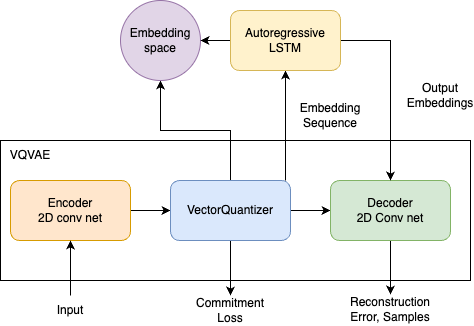 Embedding
space
Autoregressive
LSTM
Output
Embeddings
Embedding
Sequence
VQVAE
Encoder
2D conv net
VectorQuantizer
Decoder
2D Conv net
Input
Commitment
Loss
Reconstruction
Error, Samples